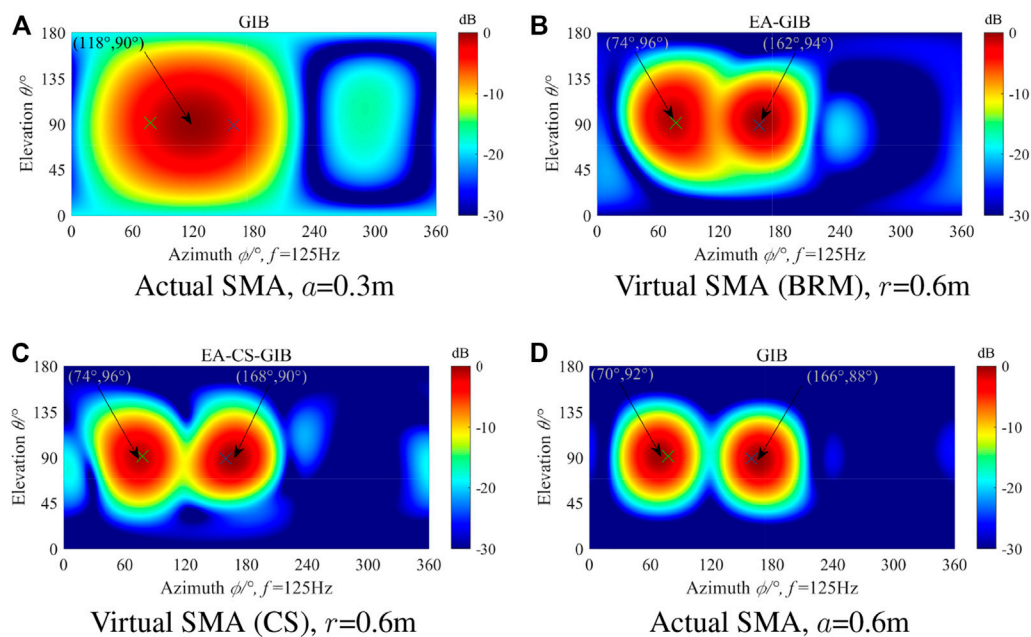 A
GIB
dB
(118°,90°)
180
135
90
45
0
Elevation θ/°
0
-10
-20
-30
0 60 120 180 240 300 360
Azimuth ϕ/°, f=125Hz
Actual SMA, a=0.3m
B
EA-GIB
dB
(74°,96°)
(162°,94°)
180
135
90
45
0
Elevation θ/°
0
-10
-20
-30
0 60 120 180 240 300 360
Azimuth ϕ/°, f=125Hz
Virtual SMA (BRM), r=0.6m
C
EA-CS-GIB
dB
(74°,96°)
(168°,90°)
180
135
90
45
0
Elevation θ/°
0
-10
-20
-30
0 60 120 180 240 300 360
Azimuth ϕ/°, f=125Hz
Virtual SMA (CS), r=0.6m
D
GIB
dB
(70°,92°)
(166°,88°)
180
135
90
45
0
Elevation θ/°
0
-10
-20
-30
0 60 120 180 240 300 360
Azimuth ϕ/°, f=125Hz
Actual SMA, a=0.6m